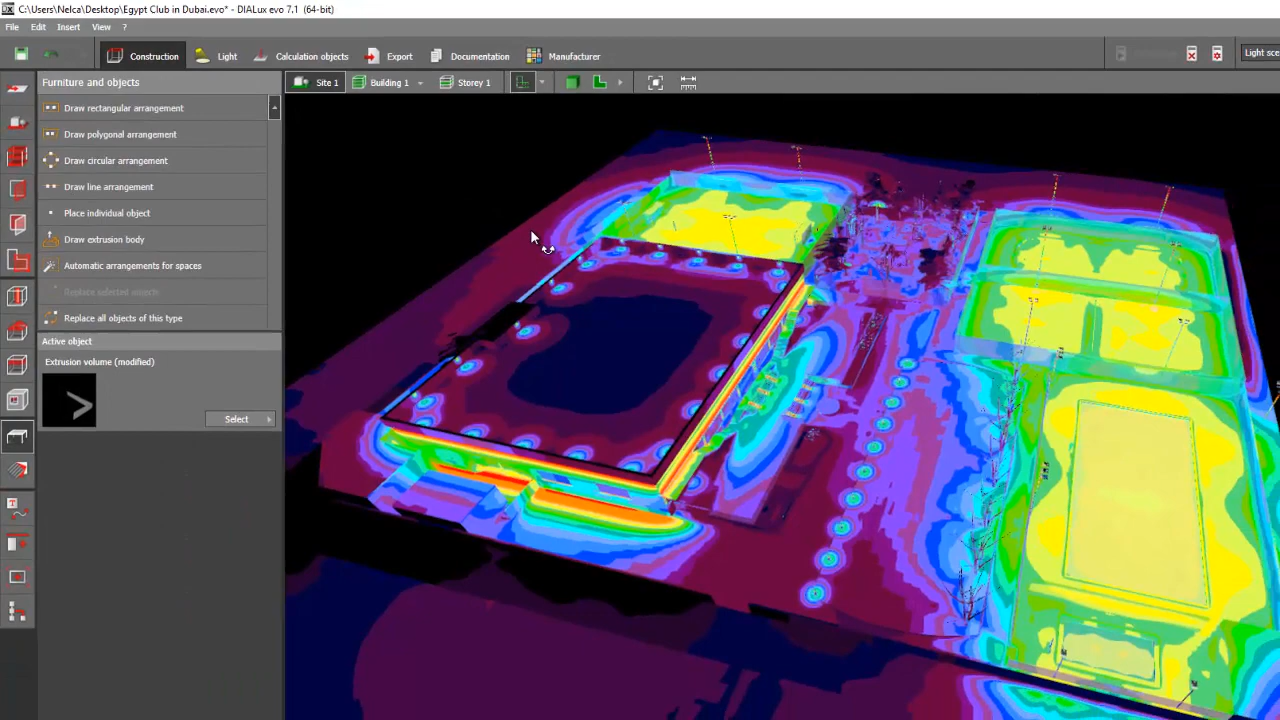 C:\Users\Nelca\Desktop\Egypt Club in Dubai.evo* - DIALux evo 7.1 (64-bit)
File Edit Insert View ?
Construction Light Calculation objects Export Documentation Manufacturer Light sce
Furniture and objects Site 1 Building 1 Storey 1
Draw rectangular arrangement
Draw polygonal arrangement
Draw circular arrangement
Draw line arrangement
Place individual object
Draw extrusion body
Automatic arrangements for spaces
Replace selected objects
Replace all objects of this type
Active object
Extrusion volume (modified)
Select